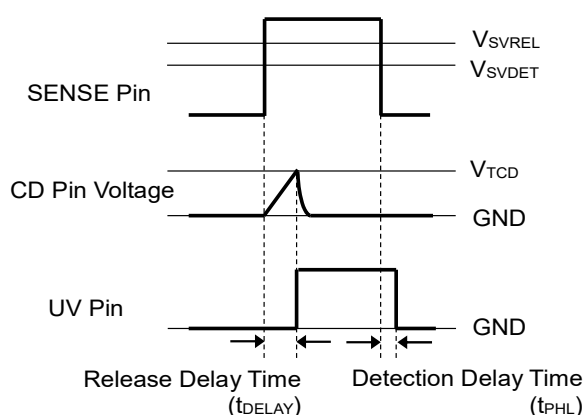 VSVREL
VSVDET
SENSE Pin
VTCD
CD Pin Voltage
GND
UV Pin
GND
Release Delay Time
(tDELAY)
Detection Delay Time
(tPHL)